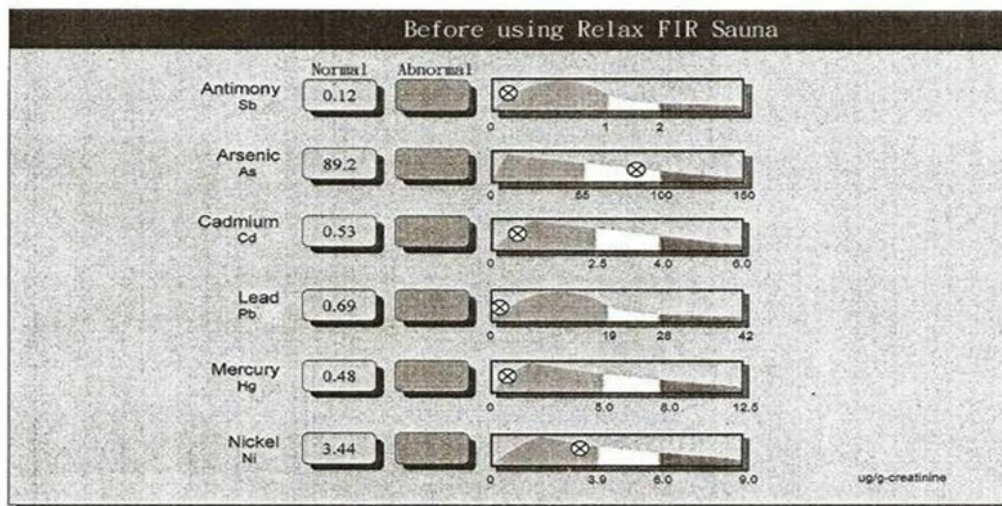 Before using Relax FIR Sauna
Normal Abnormal
Antimony 0.12
Sb
0 1 2
Arsenic 89.2
As
0 55 100 150
Cadmium 0.53
Cd
0 2.5 4.0 6.0
Lead 0.69
Pb
0 19 28 42
Mercury 0.48
Hg
0 5.0 8.0 12.5
Nickel 3.44
Ni
0 3.9 6.0 9.0
ug/g-creatinine